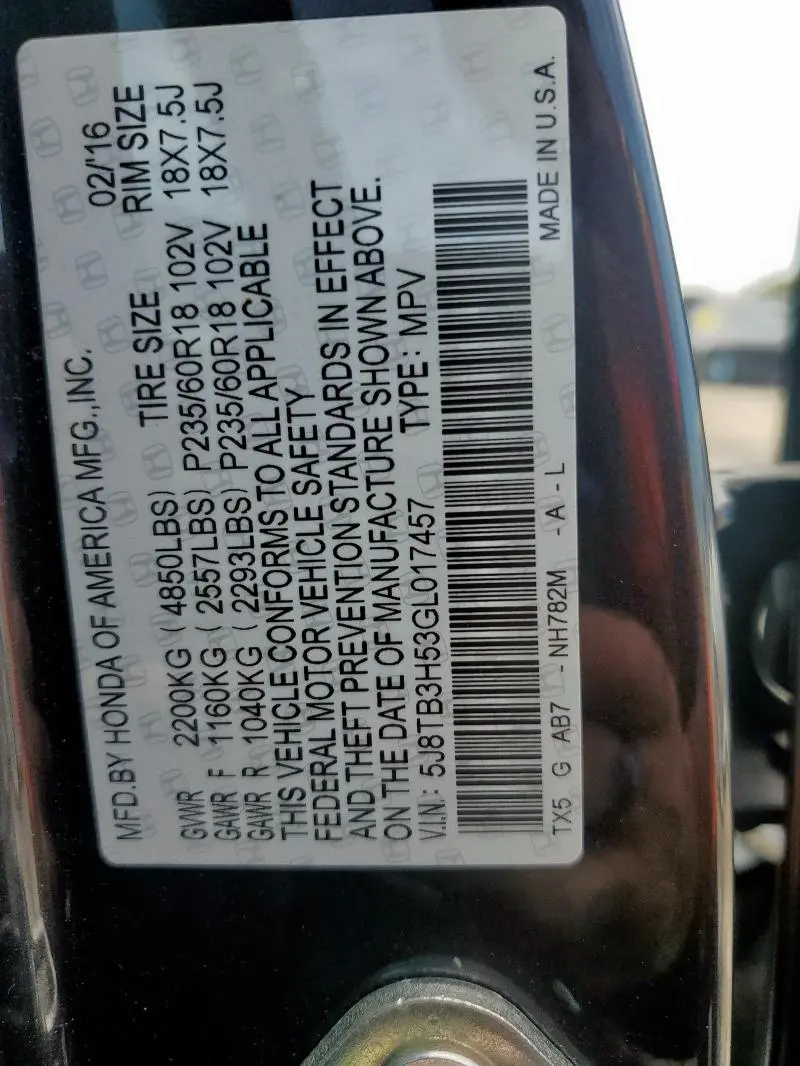 MFD.BY HONDA OF AMERICA MFG.,INC. 02/'16
GVWR 2200KG ( 4850LBS) TIRE SIZE RIM SIZE
GAWR F 1160KG ( 2557LBS) P235/60R18 102V 18X7.5J
GAWR R 1040KG ( 2293LBS) P235/60R18 102V 18X7.5J
THIS VEHICLE CONFORMS TO ALL APPLICABLE
FEDERAL MOTOR VEHICLE SAFETY
AND THEFT PREVENTION STANDARDS IN EFFECT
ON THE DATE OF MANUFACTURE SHOWN ABOVE.
V.I.N: 5J8TB3H53GL017457 TYPE: MPV
TX5 G AB7 - NH782M -A - L MADE IN U.S.A.